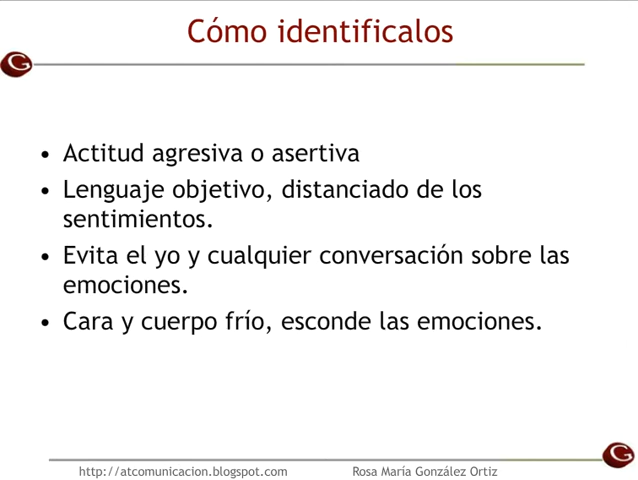 Cómo identificalos
G
• Actitud agresiva o asertiva
• Lenguaje objetivo, distanciado de los
sentimientos.
• Evita el yo y cualquier conversación sobre las
emociones.
• Cara y cuerpo frío, esconde las emociones.
G
http://atcomunicacion.blogspot.com Rosa María González Ortiz